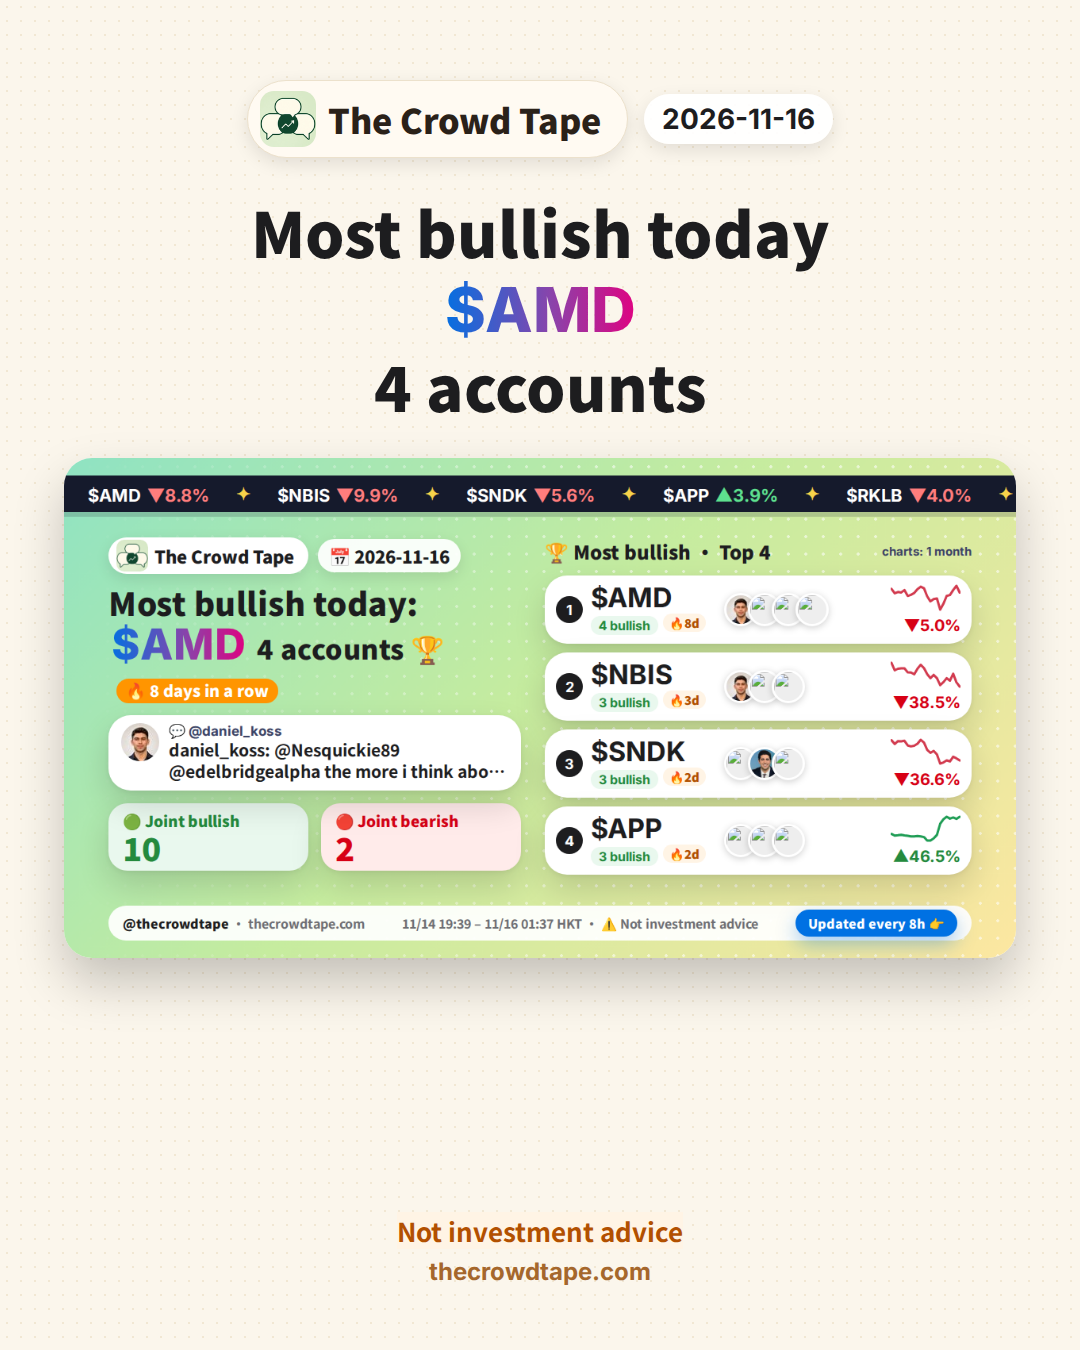 The Crowd Tape
2026-11-16
Most bullish today
$AMD
4 accounts
$AMD ▼8.8% ✦ $NBIS ▼9.9% ✦ $SNDK ▼5.6% ✦ $APP ▲3.9% ✦ $RKLB ▼4.0% ✦
The Crowd Tape
📅 2026-11-16
Most bullish today:
$AMD 4 accounts 🏆
🔥 8 days in a row
💬 @daniel_koss
daniel_koss: @Nesquickie89
@edelbridgealpha the more i think abo···
🟢 Joint bullish
10
🔴 Joint bearish
2
🏆 Most bullish • Top 4
charts: 1 month
1
$AMD
4 bullish
🔥8d
▼5.0%
2
$NBIS
3 bullish
🔥3d
▼38.5%
3
$SNDK
3 bullish
🔥2d
▼36.6%
4
$APP
3 bullish
🔥2d
▲46.5%
@thecrowdtape • thecrowdtape.com
11/14 19:39 – 11/16 01:37 HKT • ⚠️ Not investment advice
Updated every 8h 👉
Not investment advice
thecrowdtape.com